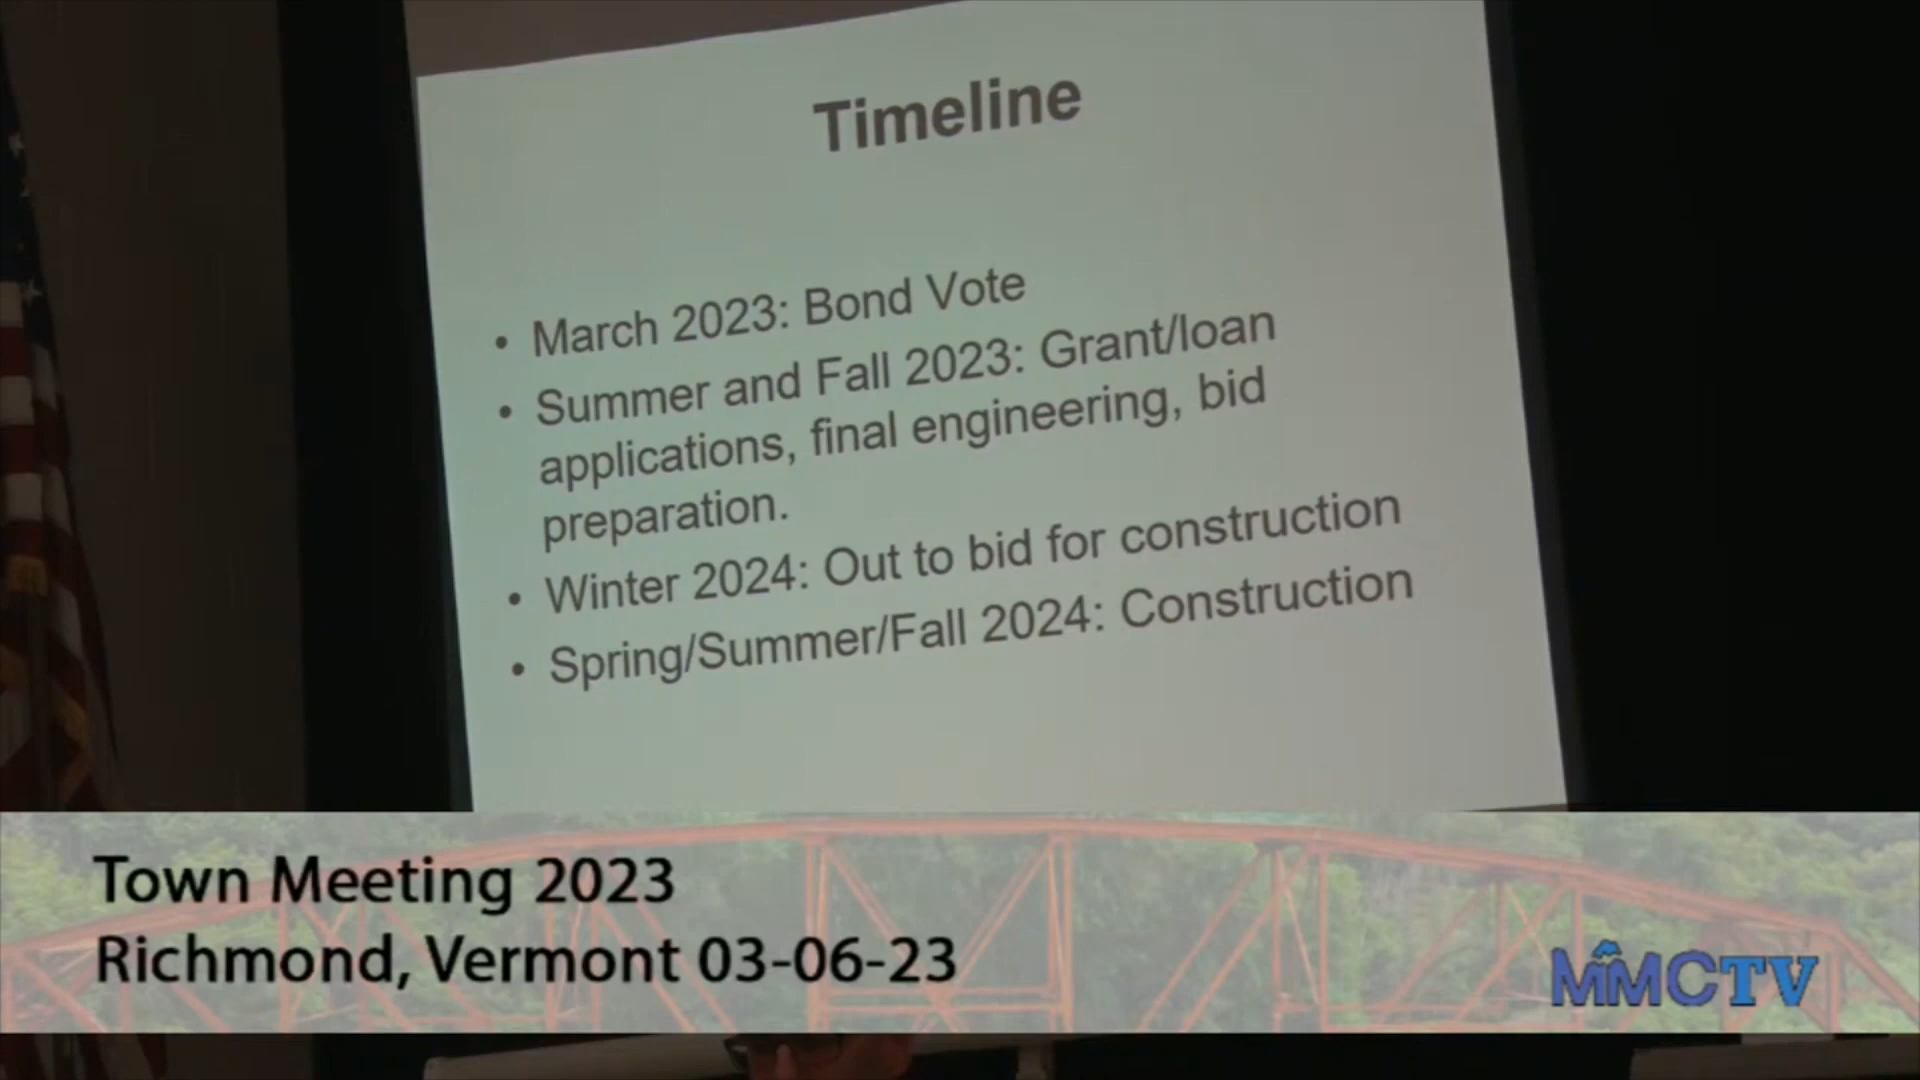 Timeline
• March 2023: Bond Vote
• Summer and Fall 2023: Grant/loan
applications, final engineering, bid
preparation.
• Winter 2024: Out to bid for construction
• Spring/Summer/Fall 2024: Construction
Town Meeting 2023
Richmond, Vermont 03-06-23
MMCTV